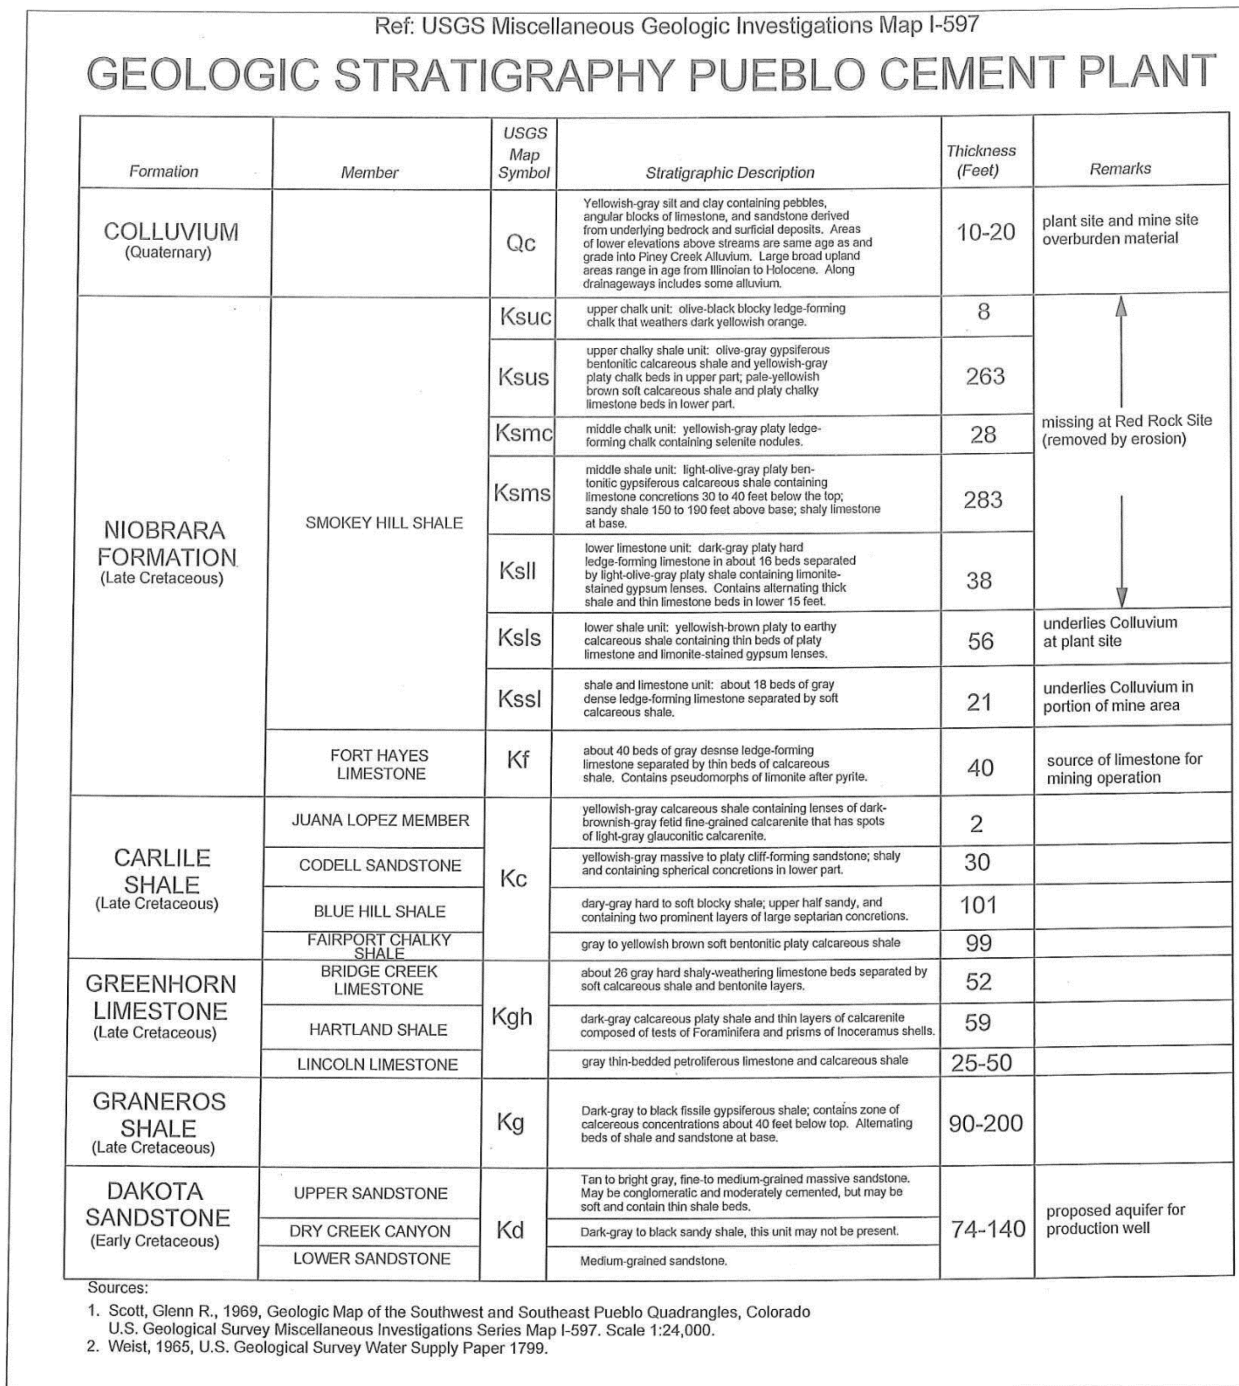 Ref: USGS Miscellaneous Geologic Investigations Map I-597
GEOLOGIC STRATIGRAPHY PUEBLO CEMENT PLANT
Formation
Member
USGS
Map
Symbol
Stratigraphic Description
Thickness
(Feet)
Remarks
COLLUVIUM
(Quaternary)
Qc
Yellowish-gray silt and clay containing pebbles,
angular blocks of limestone, and sandstone derived
from underlying bedrock and surficial deposits. Areas
of lower elevations above streams are same age as and
grade into Piney Creek Alluvium. Large broad upland
areas range in age from Illinoian to Holocene. Along
drainageways includes some alluvium.
10-20
plant site and mine site
overburden material
NIOBRARA
FORMATION
(Late Cretaceous)
SMOKEY HILL SHALE
Ksuc
upper chalk unit: olive-black blocky ledge-forming
chalk that weathers dark yellowish orange.
8
missing at Red Rock Site
(removed by erosion)
Ksus
upper chalky shale unit: olive-gray gypsiferous
bentonitic calcareous shale and yellowish-gray
platy chalk beds in upper part; pale-yellowish
brown soft calcareous shale and platy chalky
limestone beds in lower part.
263
Ksmc
middle chalk unit: yellowish-gray platy ledge-
forming chalk containing selenite nodules.
28
Ksms
middle shale unit: light-olive-gray platy ben-
tonitic gypsiferous calcareous shale containing
limestone concretions 30 to 40 feet below the top;
sandy shale 150 to 190 feet above base; shaly limestone
at base.
283
Ksll
lower limestone unit: dark-gray platy hard
ledge-forming limestone in about 16 beds separated
by light-olive-gray platy shale containing limonite-
stained gypsum lenses. Contains alternating thick
shale and thin limestone beds in lower 15 feet.
38
Ksls
lower shale unit: yellowish-brown platy to earthy
calcareous shale containing thin beds of platy
limestone and limonite-stained gypsum lenses.
56
underlies Colluvium
at plant site
Kssl
shale and limestone unit: about 18 beds of gray
dense ledge-forming limestone separated by soft
calcareous shale.
21
underlies Colluvium in
portion of mine area
FORT HAYES
LIMESTONE
Kf
about 40 beds of gray desnse ledge-forming
limestone separated by thin beds of calcareous
shale. Contains pseudomorphs of limonite after pyrite.
40
source of limestone for
mining operation
CARLILE
SHALE
(Late Cretaceous)
JUANA LOPEZ MEMBER
Kc
yellowish-gray calcareous shale containing lenses of dark-
brownish-gray fetid fine-grained calcarenite that has spots
of light-gray glauconitic calcarenite.
2
CODELL SANDSTONE
yellowish-gray massive to platy cliff-forming sandstone; shaly
and containing spherical concretions in lower part.
30
BLUE HILL SHALE
dary-gray hard to soft blocky shale; upper half sandy, and
containing two prominent layers of large septarian concretions.
101
FAIRPORT CHALKY
SHALE
gray to yellowish brown soft bentonitic platy calcareous shale
99
GREENHORN
LIMESTONE
(Late Cretaceous)
BRIDGE CREEK
LIMESTONE
Kgh
about 26 gray hard shaly-weathering limestone beds separated by
soft calcareous shale and bentonite layers.
52
HARTLAND SHALE
dark-gray calcareous platy shale and thin layers of calcarenite
composed of tests of Foraminifera and prisms of Inoceramus shells.
59
LINCOLN LIMESTONE
gray thin-bedded petroliferous limestone and calcareous shale
25-50
GRANEROS
SHALE
(Late Cretaceous)
Kg
Dark-gray to black fissile gypsiferous shale; contains zone of
calcereous concentrations about 40 feet below top. Alternating
beds of shale and sandstone at base.
90-200
DAKOTA
SANDSTONE
(Early Cretaceous)
UPPER SANDSTONE
Kd
Tan to bright gray, fine-to medium-grained massive sandstone.
May be conglomeratic and moderately cemented, but may be
soft and contain thin shale beds.
74-140
proposed aquifer for
production well
DRY CREEK CANYON
Dark-gray to black sandy shale, this unit may not be present.
LOWER SANDSTONE
Medium-grained sandstone.
Sources:
1. Scott, Glenn R., 1969, Geologic Map of the Southwest and Southeast Pueblo Quadrangles, Colorado
U.S. Geological Survey Miscellaneous Investigations Series Map I-597. Scale 1:24,000.
2. Weist, 1965, U.S. Geological Survey Water Supply Paper 1799.